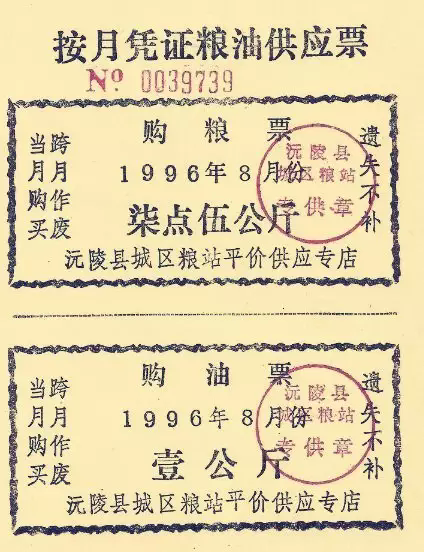 按月凭证粮油供应票
Nº 0039739
购粮票
当月购买
跨月作废
1996年8月份
柒点伍公斤
遗失不补
沅陵县城区粮站平价供应专店
沅陵县
城区粮站
专供章
购油票
当月购买
跨月作废
1996年8月份
壹公斤
遗失不补
沅陵县城区粮站平价供应专店
沅陵县
城区粮站
专供章